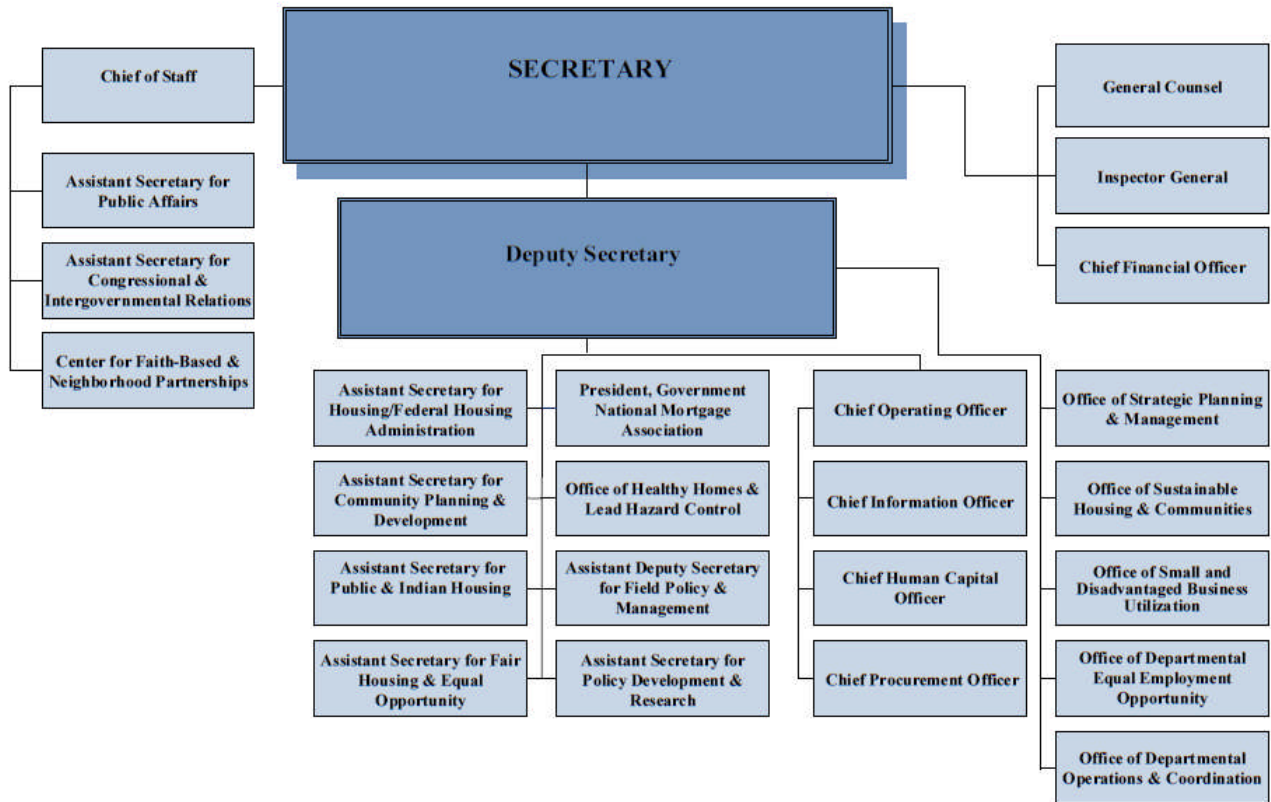 SECRETARY
Chief of Staff
Assistant Secretary for
Public Affairs
Assistant Secretary for
Congressional &
Intergovernmental Relations
Center for Faith-Based &
Neighborhood Partnerships
General Counsel
Inspector General
Chief Financial Officer
Deputy Secretary
Assistant Secretary for
Housing/Federal Housing
Administration
President, Government
National Mortgage
Association
Assistant Secretary for
Community Planning &
Development
Office of Healthy Homes &
Lead Hazard Control
Assistant Secretary for
Public & Indian Housing
Assistant Deputy Secretary
for Field Policy &
Management
Assistant Secretary for Fair
Housing & Equal
Opportunity
Assistant Secretary for
Policy Development &
Research
Chief Operating Officer
Chief Information Officer
Chief Human Capital
Officer
Chief Procurement Officer
Office of Strategic Planning
& Management
Office of Sustainable
Housing & Communities
Office of Small and
Disadvantaged Business
Utilization
Office of Departmental
Equal Employment
Opportunity
Office of Departmental
Operations & Coordination